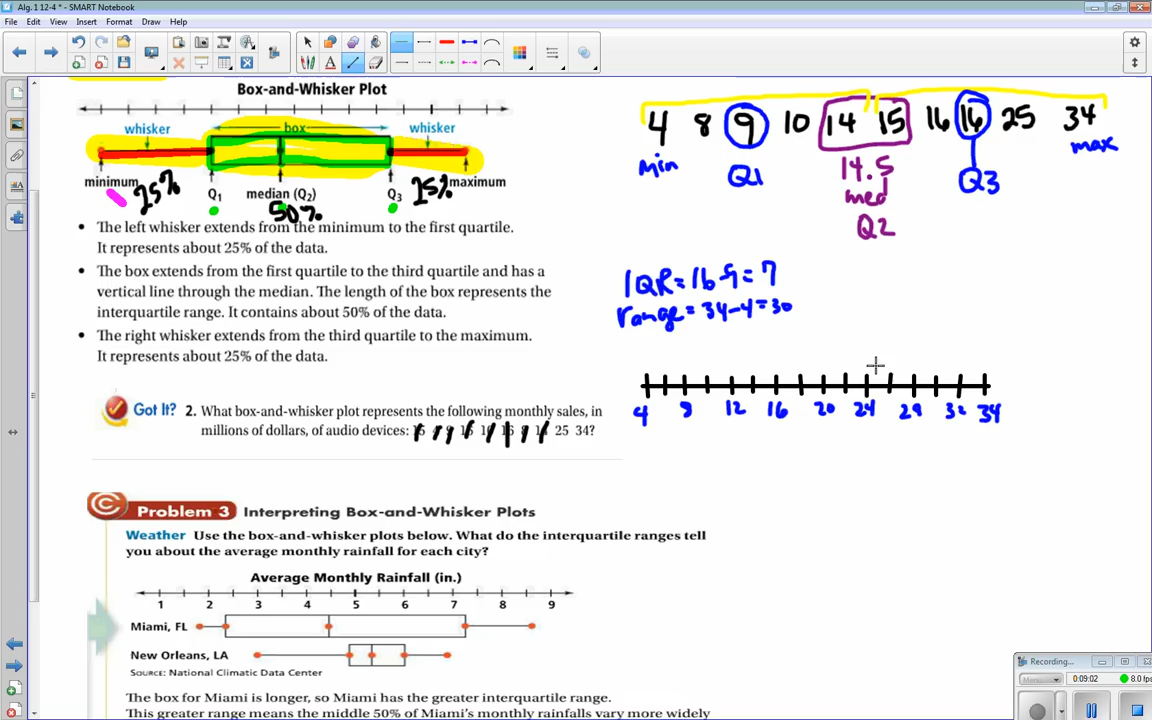 Alg.1 12-4 * - SMART Notebook
File Edit View Insert Format Draw Help
Box-and-Whisker Plot
whisker box whisker
minimum Q1 median (Q2) Q3 maximum
25% 50% 25%
• The left whisker extends from the minimum to the first quartile.
It represents about 25% of the data.
• The box extends from the first quartile to the third quartile and has a
vertical line through the median. The length of the box represents the
interquartile range. It contains about 50% of the data.
• The right whisker extends from the third quartile to the maximum.
It represents about 25% of the data.
Got It? 2. What box-and-whisker plot represents the following monthly sales, in
millions of dollars, of audio devices: 25 34?
Problem 3 Interpreting Box-and-Whisker Plots
Weather Use the box-and-whisker plots below. What do the interquartile ranges tell
you about the average monthly rainfall for each city?
Average Monthly Rainfall (in.)
1 2 3 4 5 6 7 8 9
Miami, FL
New Orleans, LA
SOURCE: National Climatic Data Center
The box for Miami is longer, so Miami has the greater interquartile range.
This greater range means the middle 50% of Miami's monthly rainfalls vary more widely
4 8 9 10 14 15 16 16 25 34
min Q1 14.5 Q3 max
med
Q2
IQR = 16-9 = 7
range = 34-4 = 30
4 8 12 16 20 24 28 32 34
Recording...
Menu
0:09:02 8.0 fps